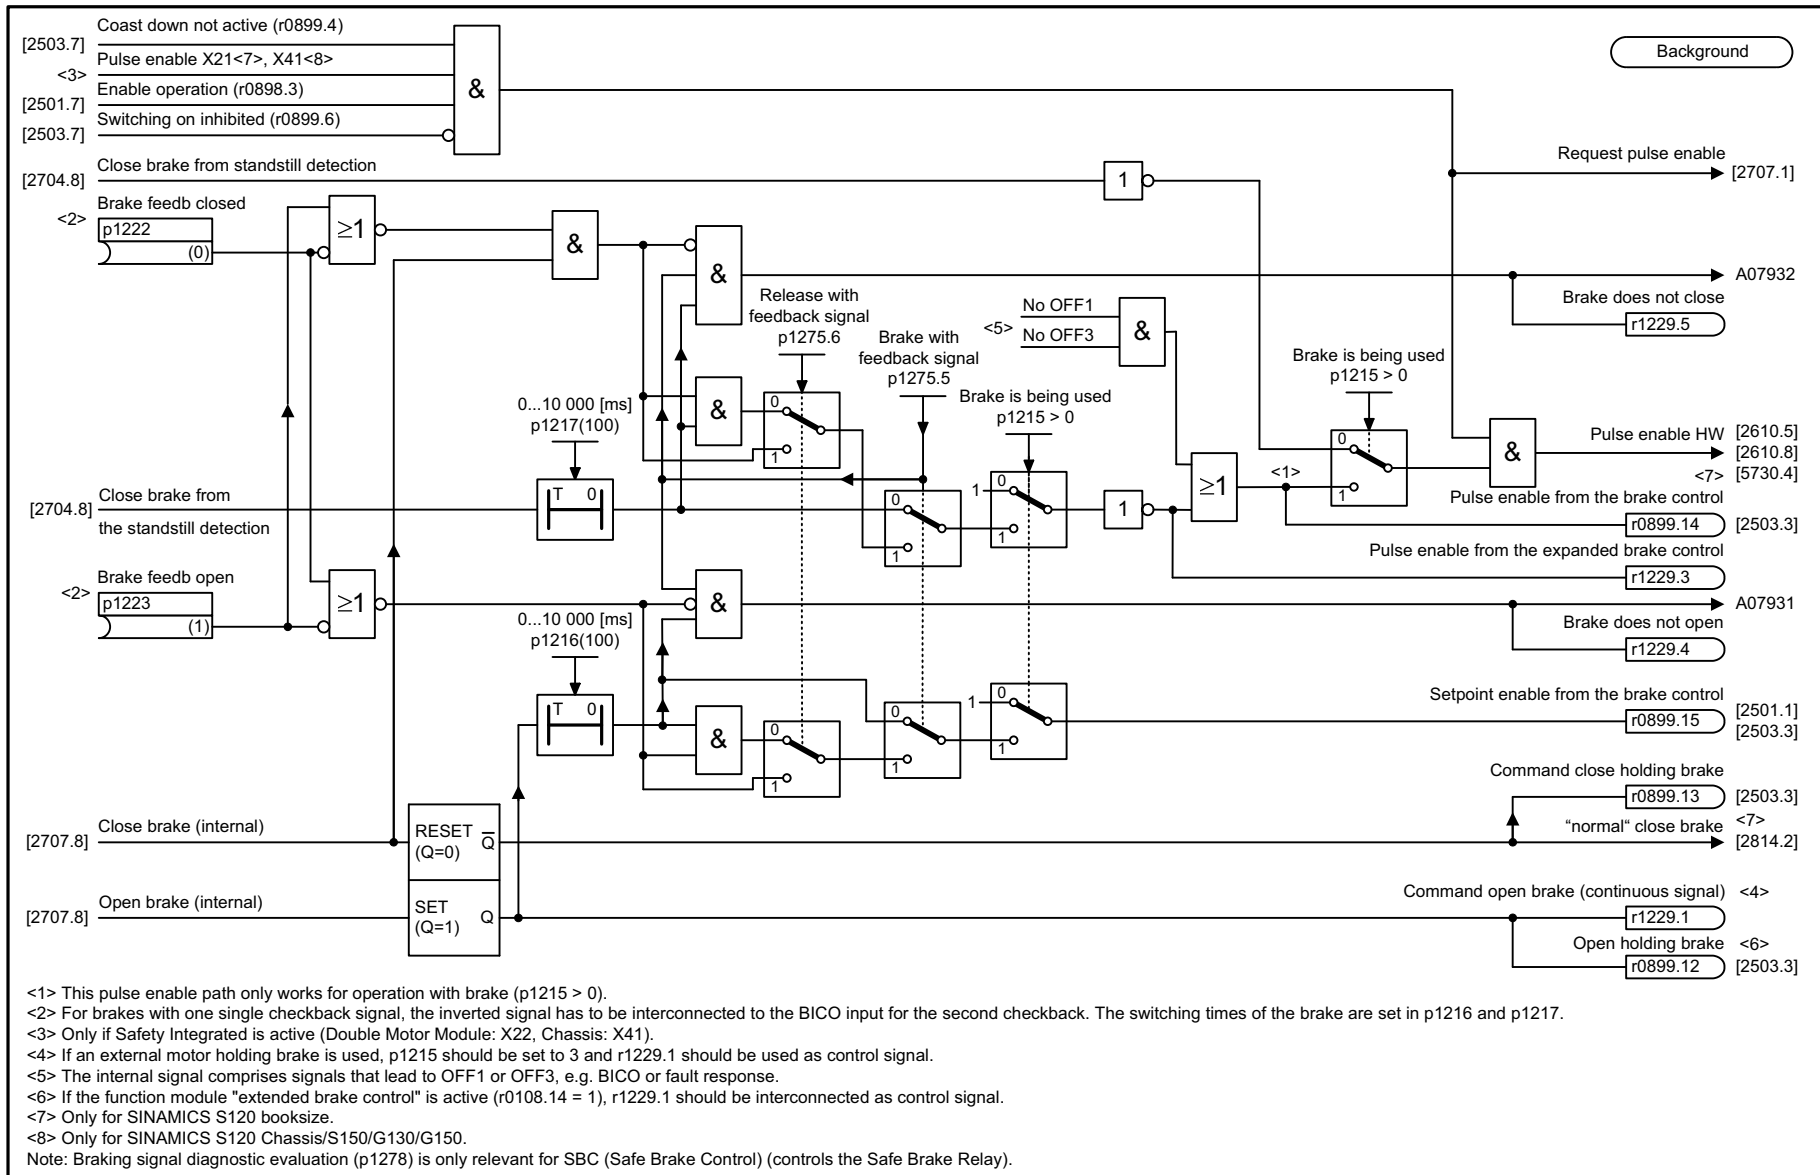 Coast down not active (r0899.4)
[2503.7]
Pulse enable X21<7>, X41<8>
<3>
Enable operation (r0898.3)
[2501.7]
Switching on inhibited (r0899.6)
[2503.7]
&
Background
Close brake from standstill detection
[2704.8]
1
Request pulse enable
[2707.1]
Brake feedb closed
<2>
p1222
(0)
≥1
&
&
A07932
Brake does not close
r1229.5
Release with
feedback signal
p1275.6
No OFF1
<5>
No OFF3
&
Brake with
feedback signal
p1275.5
Brake is being used
p1215 > 0
Brake is being used
p1215 > 0
0...10 000 [ms]
p1217(100)
&
0
1
0
1
&
Pulse enable HW
[2610.5]
[2610.8]
<7> [5730.4]
Close brake from
[2704.8]
the standstill detection
T 0
0
1
1
0
1
1
≥1
<1>
Pulse enable from the brake control
r0899.14
[2503.3]
Pulse enable from the expanded brake control
r1229.3
Brake feedb open
<2>
p1223
(1)
≥1
&
A07931
Brake does not open
r1229.4
0...10 000 [ms]
p1216(100)
T 0
&
0
1
0
1
1
0
1
Setpoint enable from the brake control
r0899.15
[2501.1]
[2503.3]
Command close holding brake
r0899.13
[2503.3]
Close brake (internal)
[2707.8]
RESET
(Q=0)
Q̅
“normal“ close brake
<7>
[2814.2]
Open brake (internal)
[2707.8]
SET
(Q=1)
Q
Command open brake (continuous signal) <4>
r1229.1
Open holding brake <6>
r0899.12
[2503.3]
<1> This pulse enable path only works for operation with brake (p1215 > 0).
<2> For brakes with one single checkback signal, the inverted signal has to be interconnected to the BICO input for the second checkback. The switching times of the brake are set in p1216 and p1217.
<3> Only if Safety Integrated is active (Double Motor Module: X22, Chassis: X41).
<4> If an external motor holding brake is used, p1215 should be set to 3 and r1229.1 should be used as control signal.
<5> The internal signal comprises signals that lead to OFF1 or OFF3, e.g. BICO or fault response.
<6> If the function module "extended brake control" is active (r0108.14 = 1), r1229.1 should be interconnected as control signal.
<7> Only for SINAMICS S120 booksize.
<8> Only for SINAMICS S120 Chassis/S150/G130/G150.
Note: Braking signal diagnostic evaluation (p1278) is only relevant for SBC (Safe Brake Control) (controls the Safe Brake Relay).